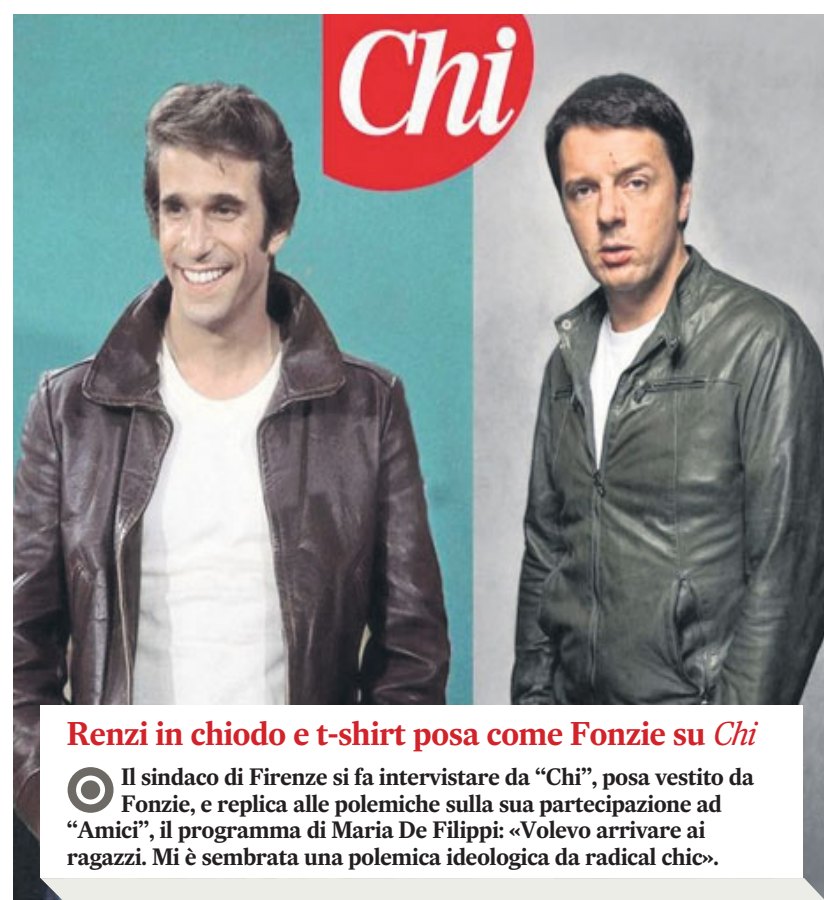 Chi
Renzi in chiodo e t-shirt posa come Fonzie su Chi
Il sindaco di Firenze si fa intervistare da “Chi”, posa vestito da
Fonzie, e replica alle polemiche sulla sua partecipazione ad
“Amici”, il programma di Maria De Filippi: «Volevo arrivare ai
ragazzi. Mi è sembrata una polemica ideologica da radical chic».